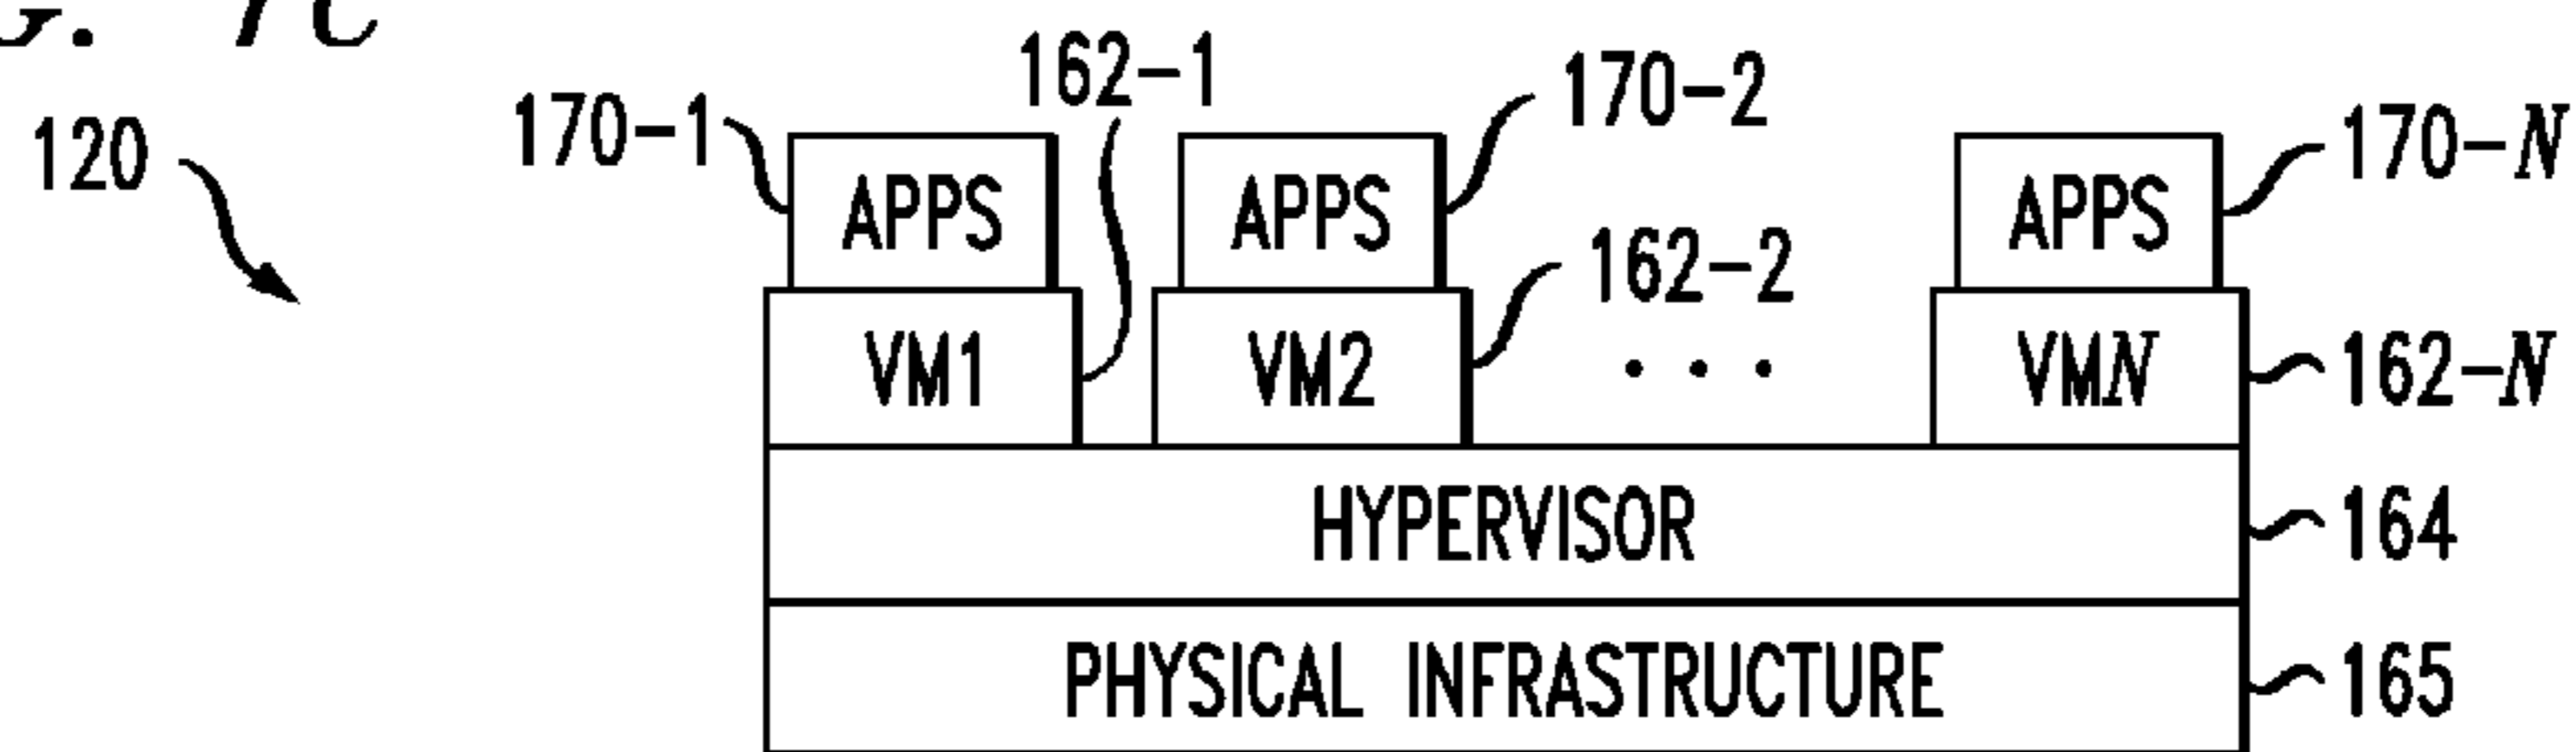 G. 1C
162-1
170-2
170-1
170-N
120
APPS APPS APPS
162-2
VM1 VM2 . . . VMN
162-N
HYPERVISOR
164
PHYSICAL INFRASTRUCTURE
165